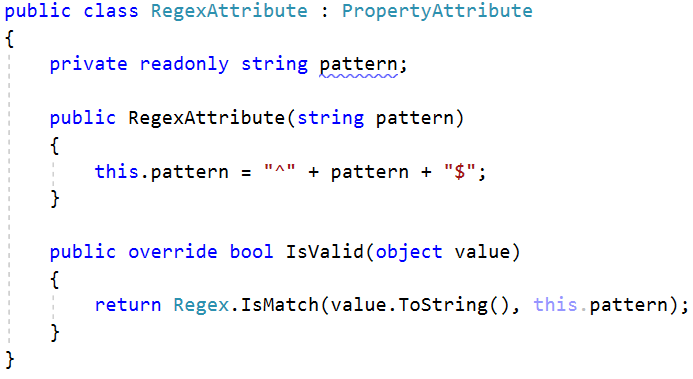 public class RegexAttribute : PropertyAttribute
{
    private readonly string pattern;

    public RegexAttribute(string pattern)
    {
        this.pattern = "^" + pattern + "$";
    }

    public override bool IsValid(object value)
    {
        return Regex.IsMatch(value.ToString(), this.pattern);
    }
}